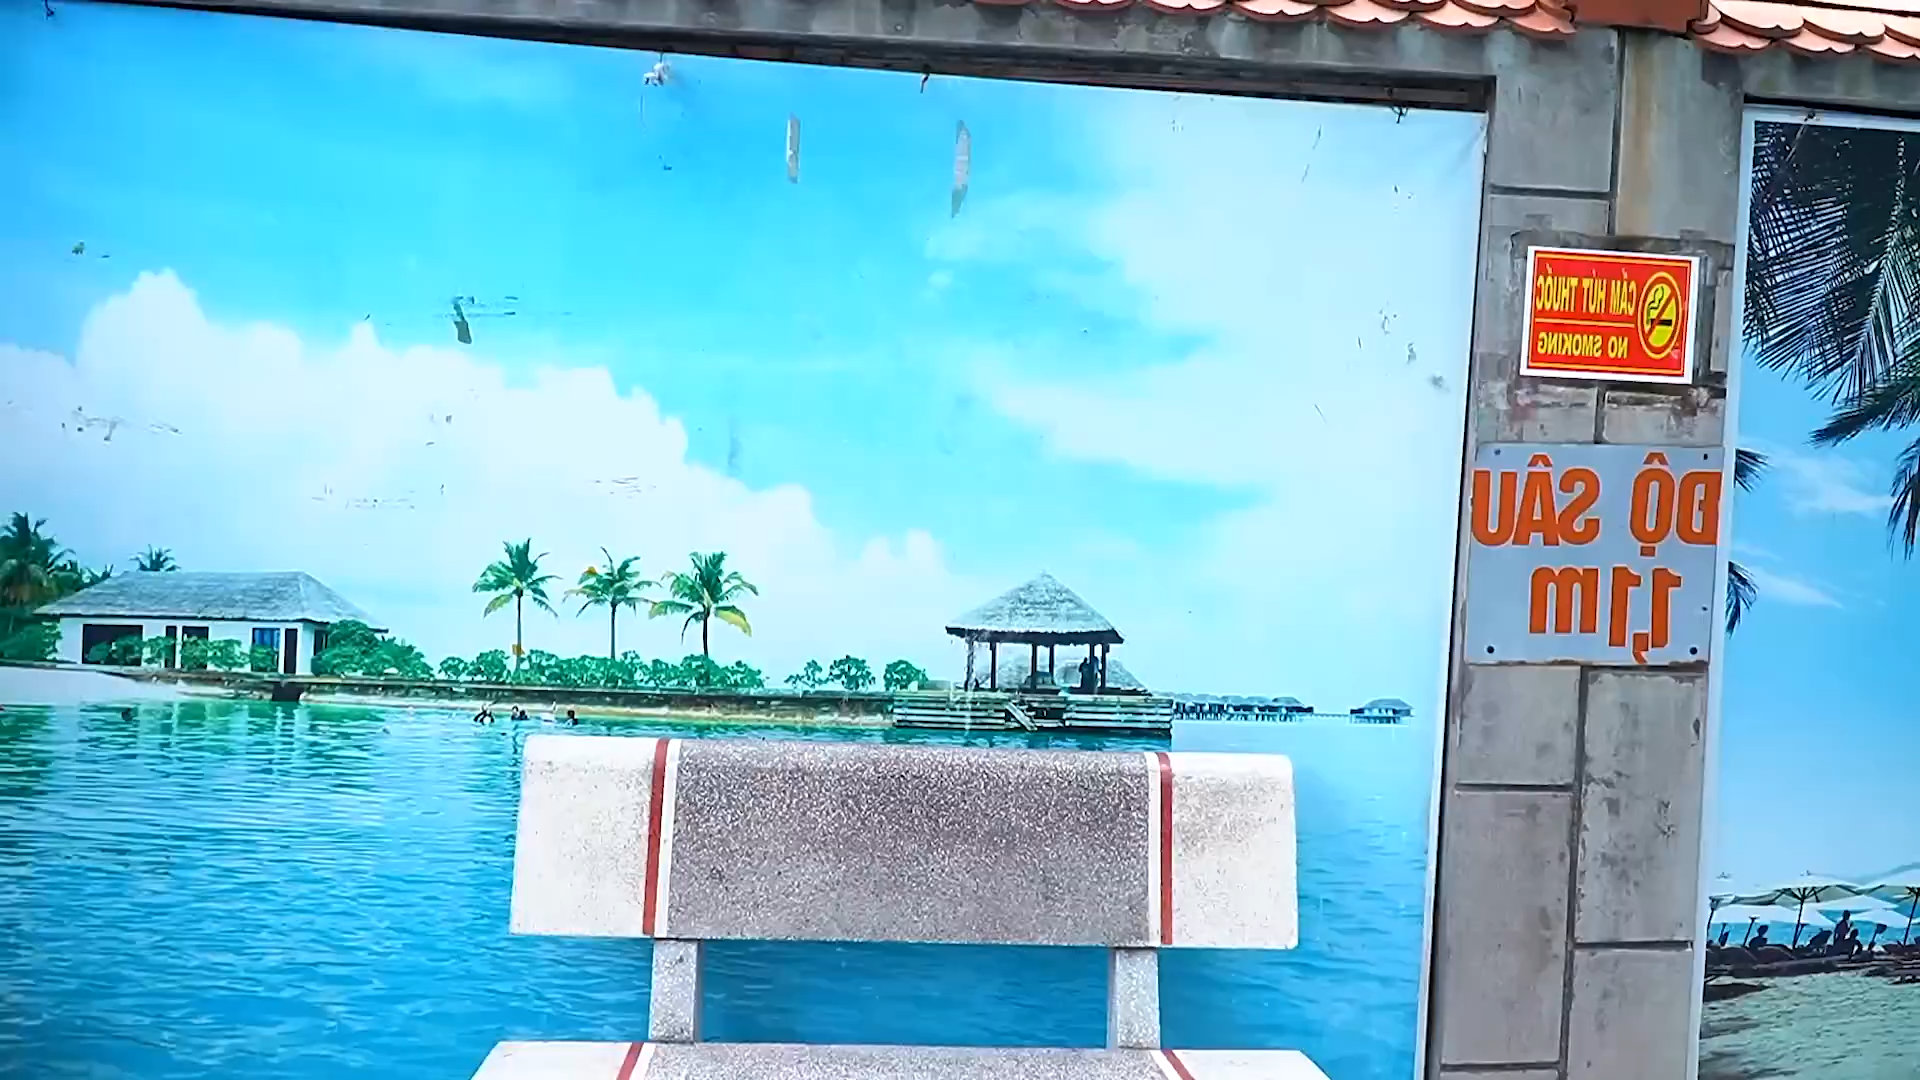 CẤM HÚT THUỐC
NO SMOKING
ĐỘ SÂU
1,1m